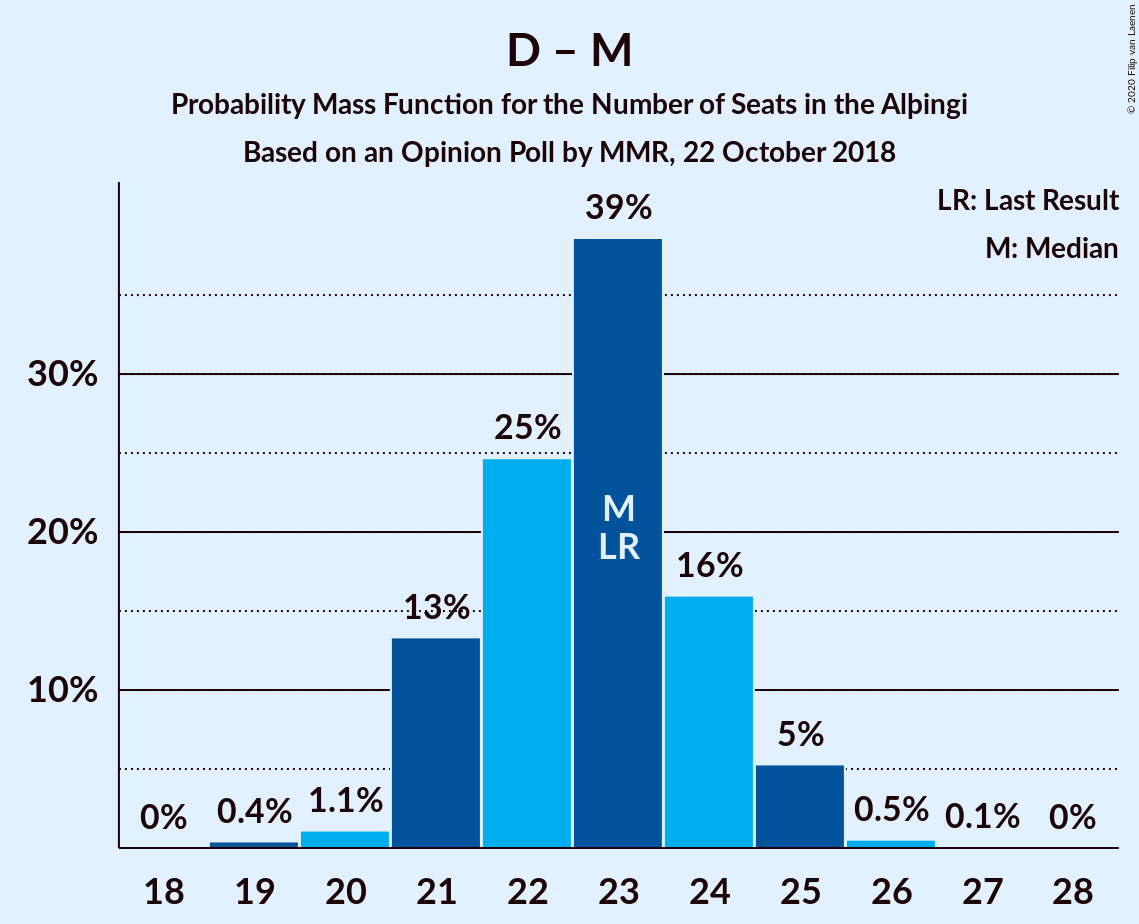 D – M
Probability Mass Function for the Number of Seats in the Alþingi
Based on an Opinion Poll by MMR, 22 October 2018
© 2020 Filip van Laenen
LR: Last Result
M: Median
39%
30%
25%
M
LR
20%
16%
13%
10%
5%
0%
0.4%
1.1%
0.5%
0.1%
0%
18 19 20 21 22 23 24 25 26 27 28